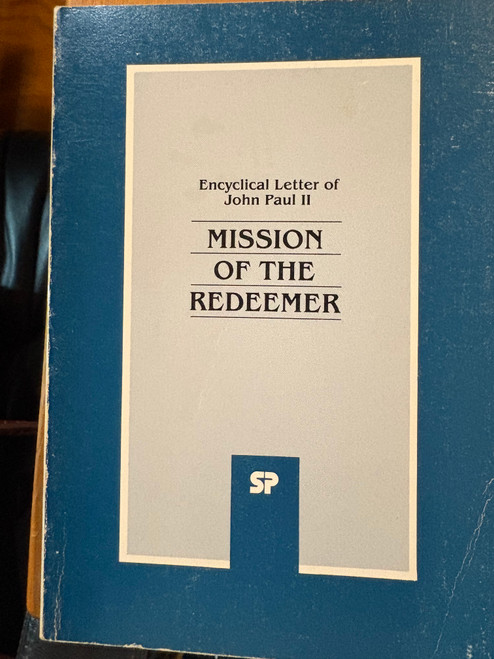 Encyclical Letter of
John Paul II
MISSION
OF THE
REDEEMER
SP